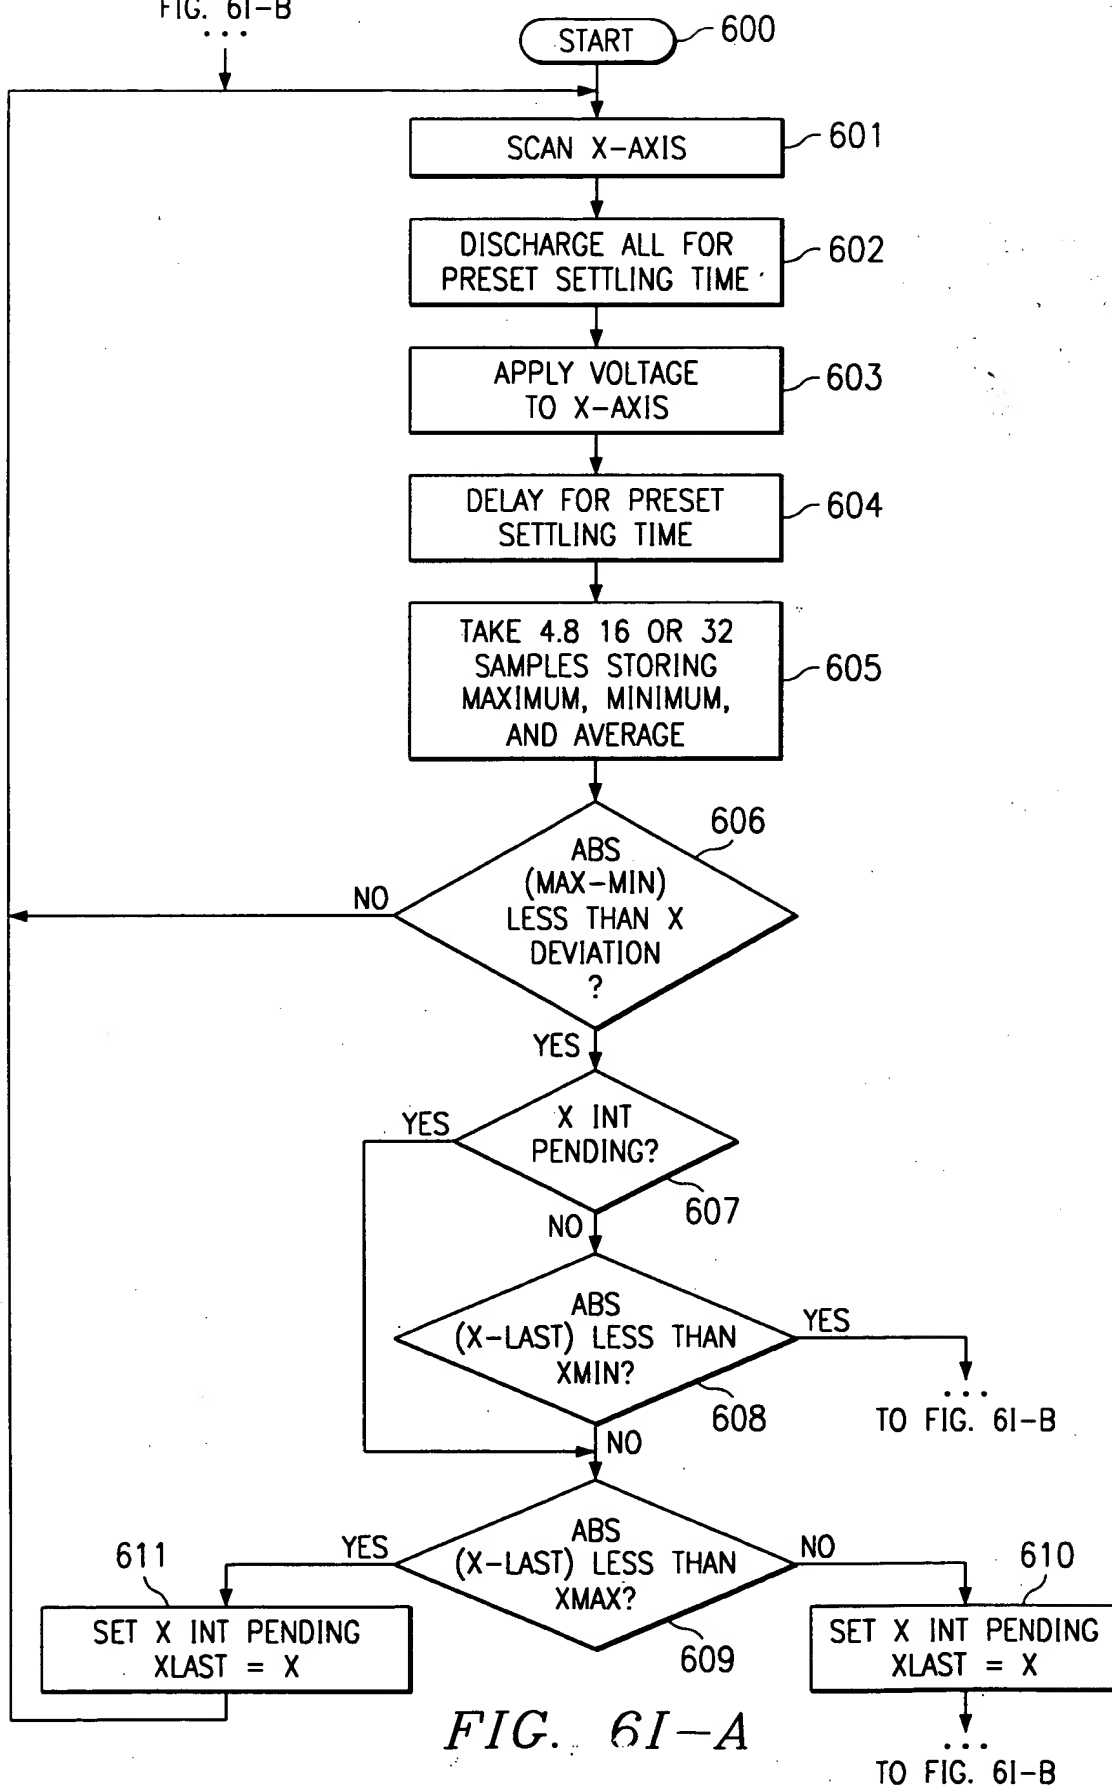 FIG. 6I-B
...
START
600
SCAN X-AXIS
601
DISCHARGE ALL FOR
PRESET SETTLING TIME
602
APPLY VOLTAGE
TO X-AXIS
603
DELAY FOR PRESET
SETTLING TIME
604
TAKE 4.8 16 OR 32
SAMPLES STORING
MAXIMUM, MINIMUM,
AND AVERAGE
605
606
ABS
(MAX-MIN)
LESS THAN X
DEVIATION
?
NO
YES
X INT
PENDING?
YES
607
NO
ABS
(X-LAST) LESS THAN
XMIN?
YES
608
...
TO FIG. 6I-B
NO
ABS
(X-LAST) LESS THAN
XMAX?
YES
NO
609
611
SET X INT PENDING
XLAST = X
610
SET X INT PENDING
XLAST = X
...
TO FIG. 6I-B
FIG. 6I-A